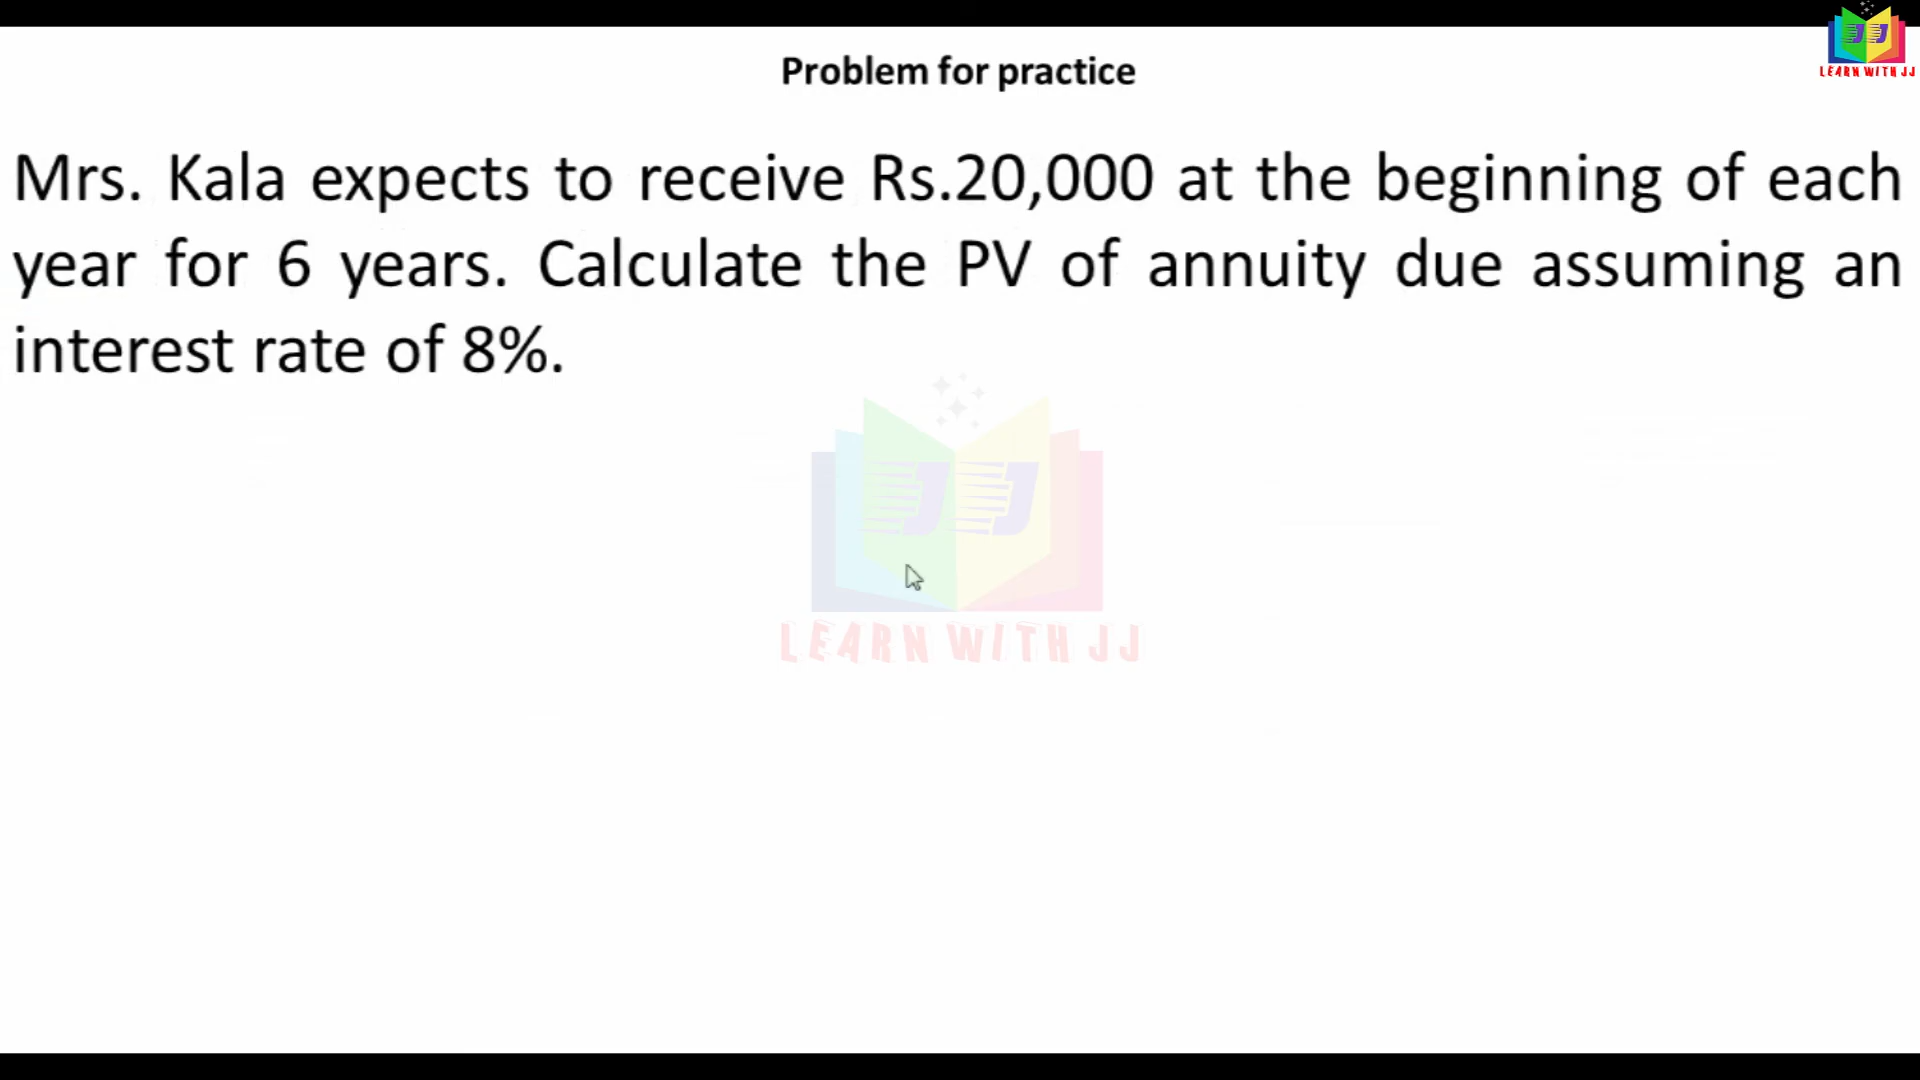 LEARN WITH JJ
Problem for practice
Mrs. Kala expects to receive Rs.20,000 at the beginning of each
year for 6 years. Calculate the PV of annuity due assuming an
interest rate of 8%.
JJ
LEARN WITH JJ